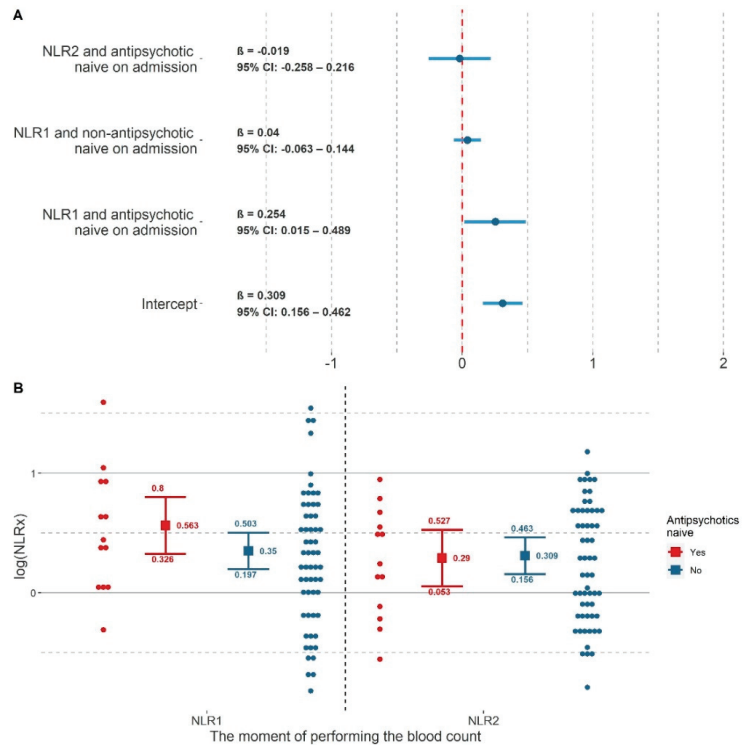 A
NLR2 and antipsychotic
naive on admission
ß = -0.019
95% CI: -0.258 – 0.216
NLR1 and non-antipsychotic
naive on admission
ß = 0.04
95% CI: -0.063 – 0.144
NLR1 and antipsychotic
naive on admission
ß = 0.254
95% CI: 0.015 – 0.489
Intercept
ß = 0.309
95% CI: 0.156 – 0.462
-1 0 1 2
B
log(NLRx)
1
0
0.8
0.563
0.326
0.503
0.35
0.197
0.527
0.29
0.053
0.463
0.309
0.156
Antipsychotics
naive
Yes
No
NLR1 NLR2
The moment of performing the blood count